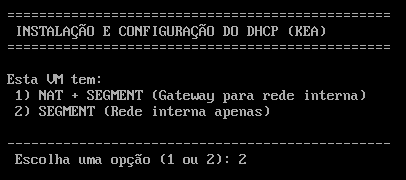 ================================================
INSTALAÇÃO E CONFIGURAÇÃO DO DHCP (KEA)
================================================
Esta VM tem:
1) NAT + SEGMENT (Gateway para rede interna)
2) SEGMENT (Rede interna apenas)
------------------------------------------------
Escolha uma opção (1 ou 2): 2